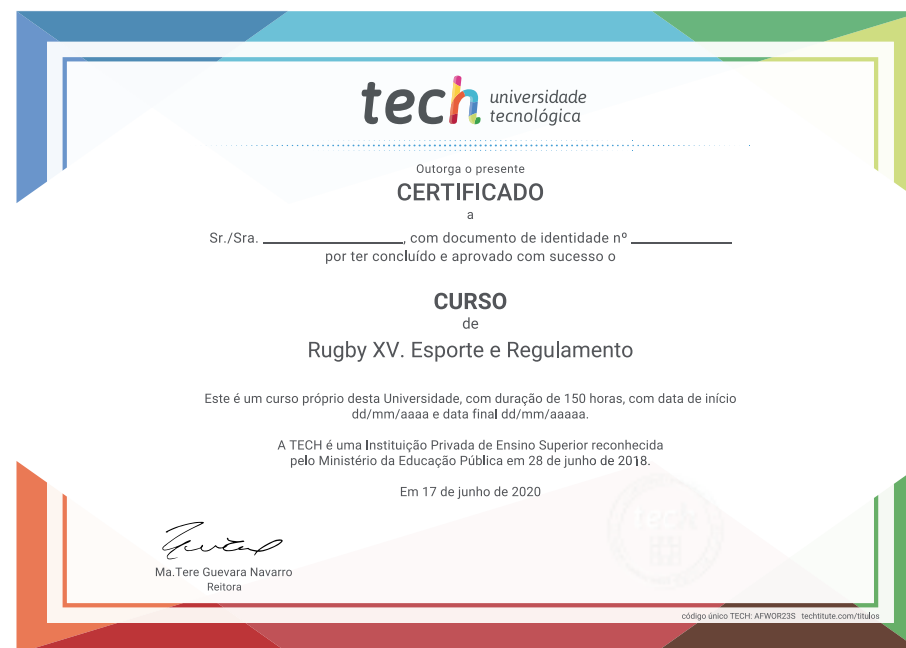 tech universidade
tecnológica
Outorga o presente
CERTIFICADO
a
Sr./Sra. , com documento de identidade nº
por ter concluído e aprovado com sucesso o
CURSO
de
Rugby XV. Esporte e Regulamento
Este é um curso próprio desta Universidade, com duração de 150 horas, com data de início
dd/mm/aaaa e data final dd/mm/aaaaa.
A TECH é uma Instituição Privada de Ensino Superior reconhecida
pelo Ministério da Educação Pública em 28 de junho de 2018.
Em 17 de junho de 2020
Ma.Tere Guevara Navarro
Reitora
código único TECH: AFWOR23S techtitute.com/titulos